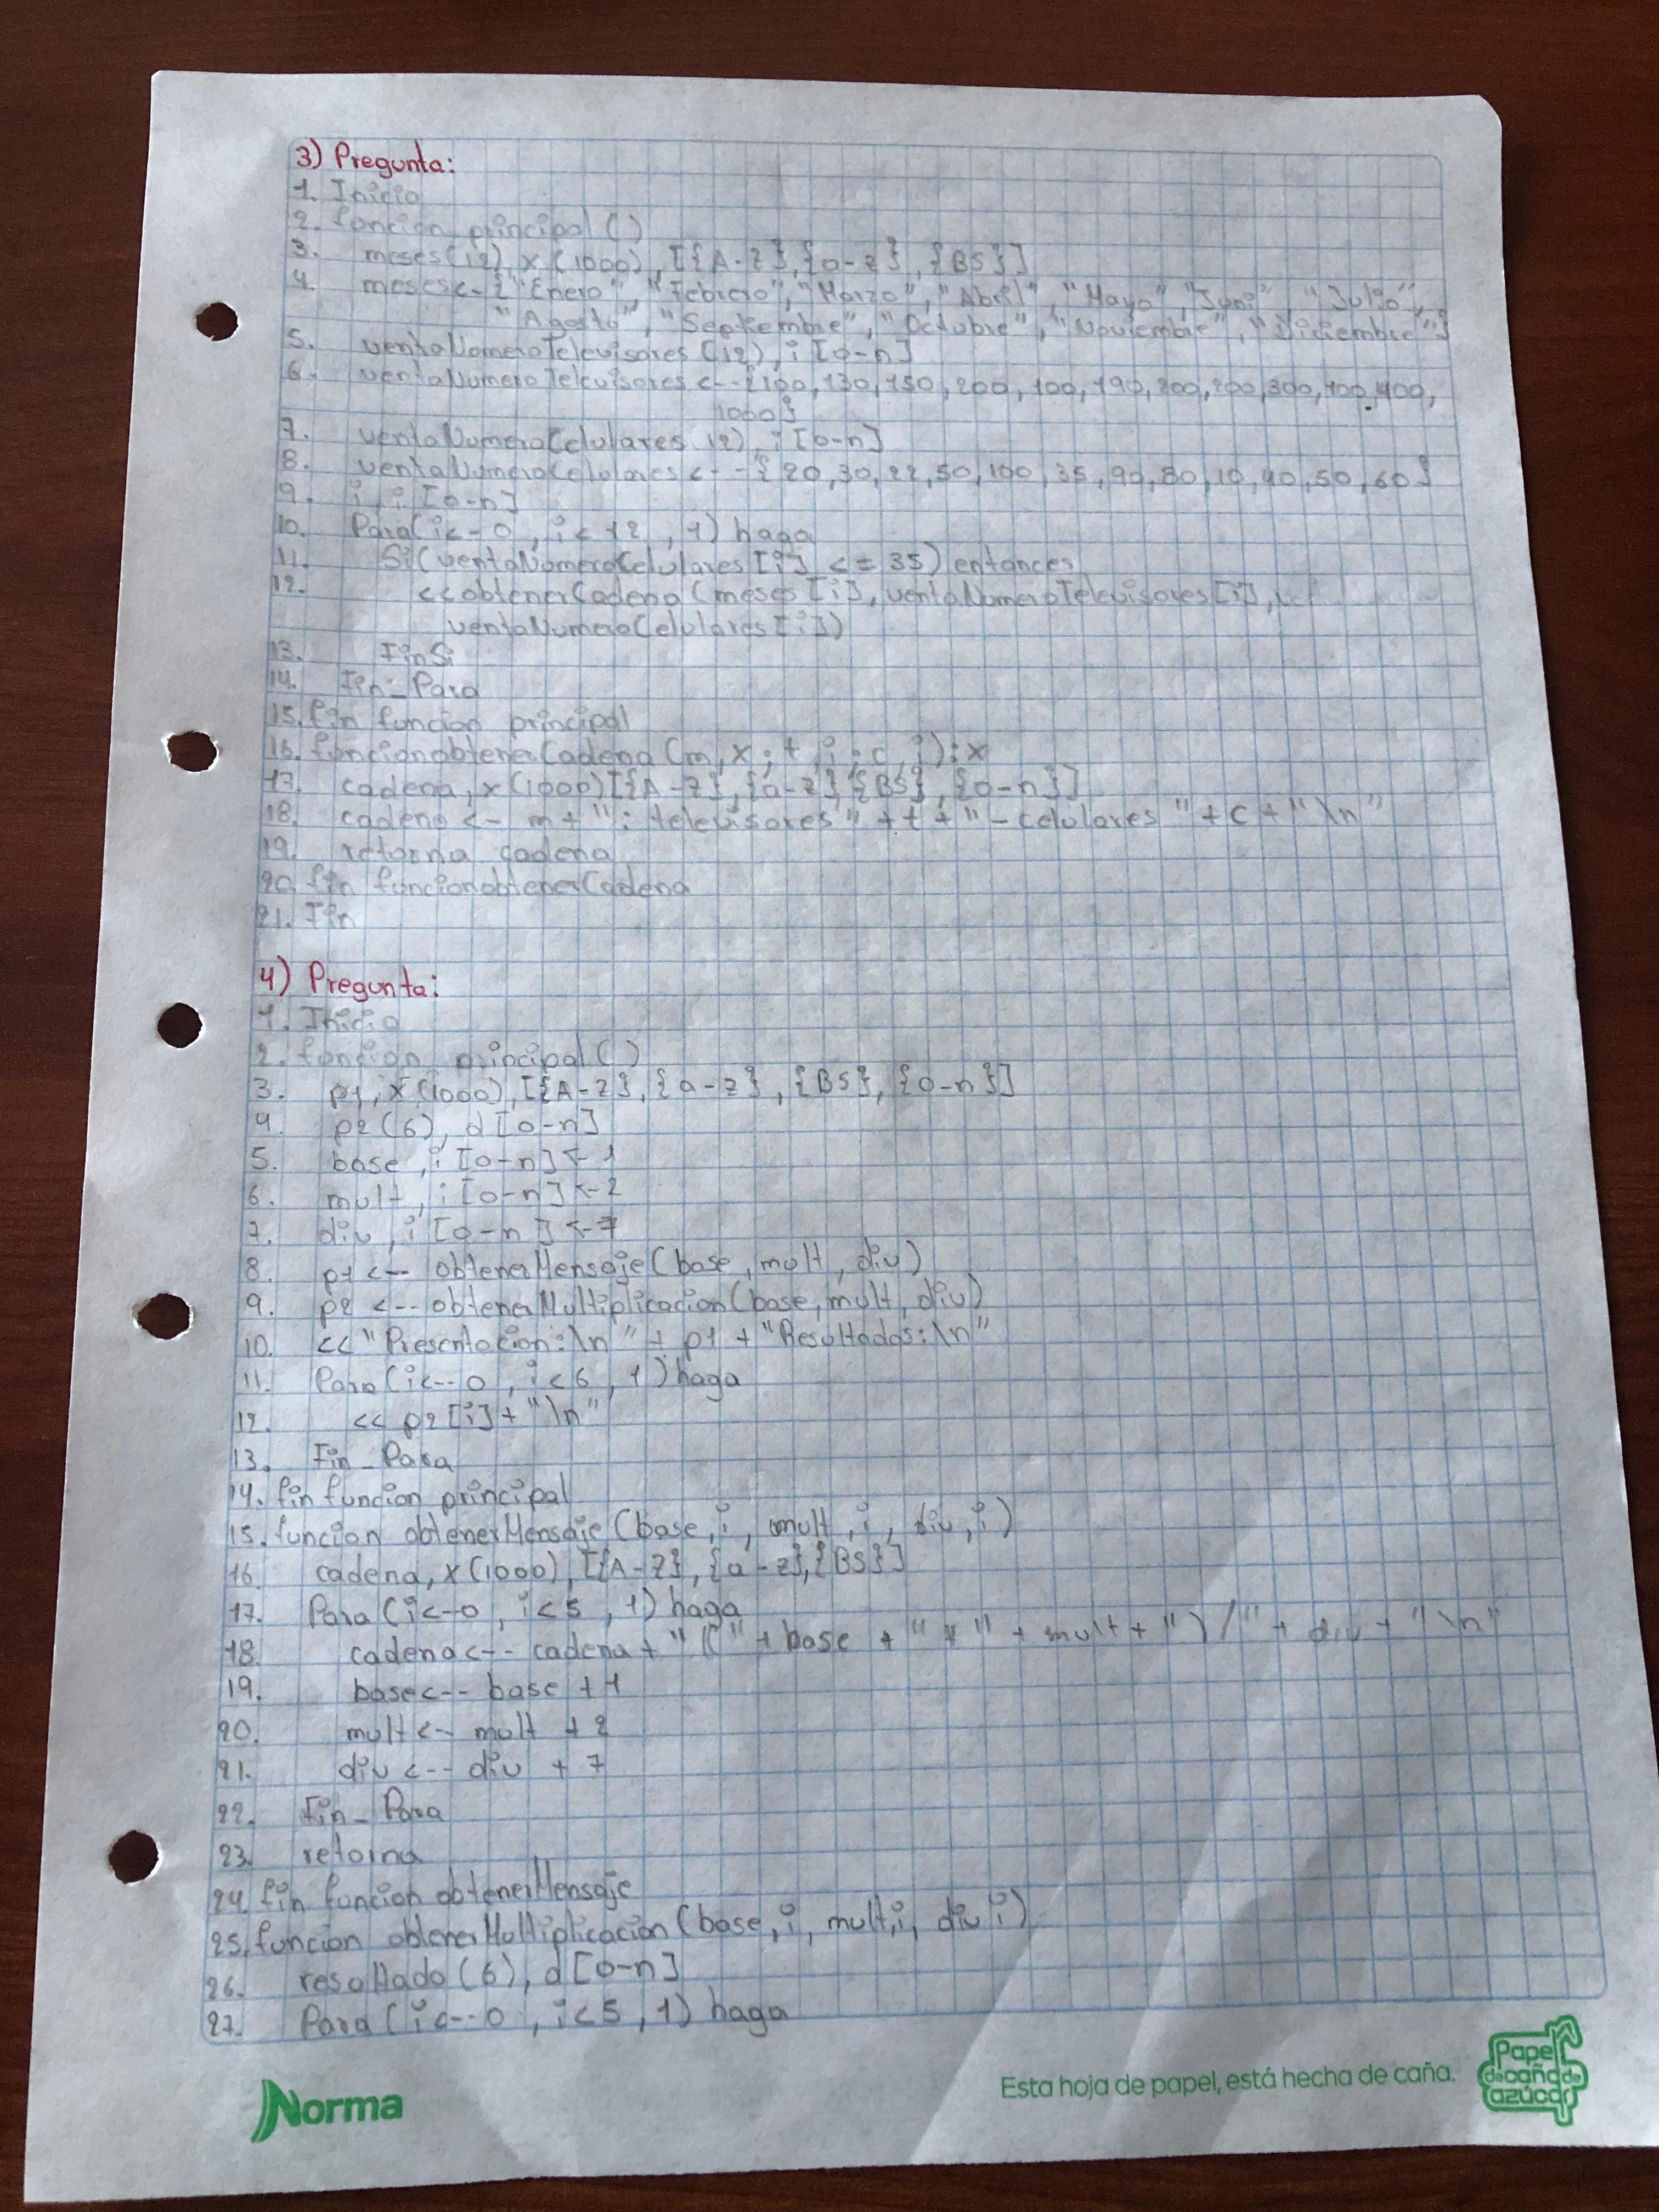 3) Pregunta:
1. Inicio
2. funcion principal()
3. meses(12), x(1000), [{A-Z},{a-z},{BS}]
4. meses<--{"Enero", "Febrero", "Marzo", "Abril", "Mayo", "Juni", "Julio",
"Agosto", "Septiembre", "Octubre", "Noviembre", "Diciembre"}
5. ventaNumeroTelevisores(12), i [0-n]
6. ventaNumeroTelevisores<--{100,130,150,200,100,190,200,200,300,100,400,
1000}
7. ventaNumeroCelulares 12), i [0-n]
8. ventaNumeroCelulares<--{20,30,22,50,100,35,90,80,10,40,50,60}
9. i, i [0-n]
10. Para(i<-0, i<12, 1) haga
11. Si(ventaNumeroCelulares[i] <= 35) entonces
12. <<obtenerCadena(meses[i], ventaNumeroTelevisores[i],
ventaNumeroCelulares[i])
13. FinSi
14. Fin-Para
15. fin funcion principal
16. funcionobtenerCadena(m, x; t, i; c, i): x
17. cadena, x(1000)[{A-Z},{a-z},{BS},{0-n}]
18. cadena <- m+": televisores" + t + "- celulares "+c+"\n"
19. retorna cadena
20. fin funcionobtenerCadena
21. Fin
4) Pregunta:
1. Inicio
2. funcion principal()
3. p1, x(1000), [{A-Z}, {a-z}, {BS}, {0-n}]
4. p2(6), d [0-n]
5. base, i [0-n] <-1
6. mult, i [0-n] <-2
7. div, i [0-n] <-7
8. p1 <-- obtenerMensaje(base, mult, div)
9. p2 <-- obtenerMultiplicacion(base, mult, div)
10. << "Presentacion:\n" + p1 + "Resultados:\n"
11. Para(i<--0, i<6, 1) haga
12. << p2[i]+"\n"
13. Fin_Para
14. fin funcion principal
15. funcion obtenerMensaje(base, i, mult, i, div, i)
16. cadena, x(1000), [{A-Z}, {a-z},{BS}]
17. Para(i<-0, i<5, 1) haga
18. cadena<-- cadena + "(" + base + "*" + mult + ")/" + div + "\n"
19. base<-- base +1
20. mult<- mult +2
21. div<-- div + 7
22. Fin_Para
23. retorna
24. fin funcion obtenerMensaje
25. funcion obtenerMultiplicacion(base, i, mult, i, div i)
26. resultado(6), d[0-n]
27. Para(i<--0, i<5, 1) haga
Norma
Esta hoja de papel, está hecha de caña.
Papel de caña de azúcar